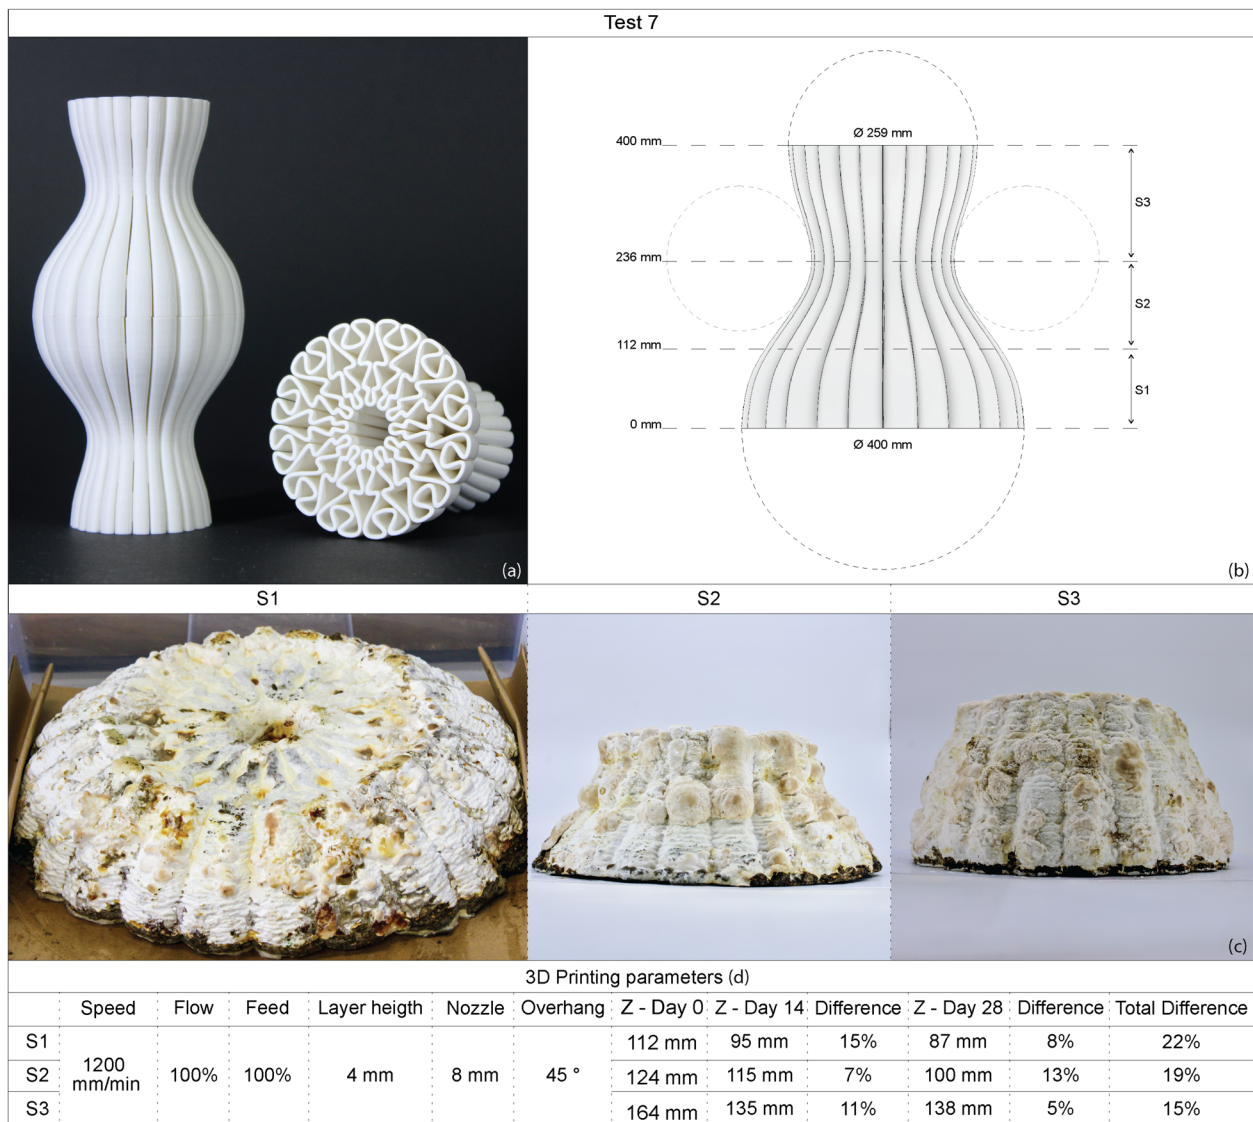 Test 7
(a)
Ø 259 mm
400 mm
S3
236 mm
S2
112 mm
S1
0 mm
Ø 400 mm
(b)
S1 S2 S3
(c)
3D Printing parameters (d)
Speed Flow Feed Layer heigth Nozzle Overhang Z - Day 0 Z - Day 14 Difference Z - Day 28 Difference Total Difference
S1 112 mm 95 mm 15% 87 mm 8% 22%
S2 1200 mm/min 100% 100% 4 mm 8 mm 45 ° 124 mm 115 mm 7% 100 mm 13% 19%
S3 164 mm 135 mm 11% 138 mm 5% 15%